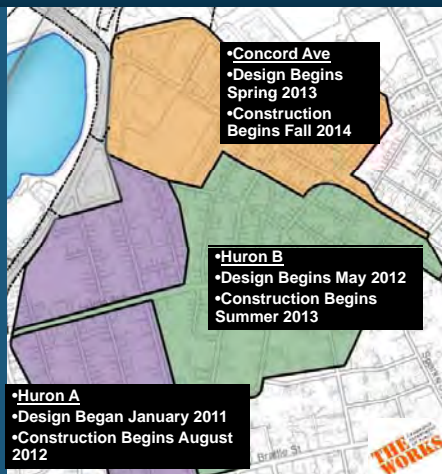 •Concord Ave
•Design Begins
Spring 2013
•Construction
Begins Fall 2014
•Huron B
•Design Begins May 2012
•Construction Begins
Summer 2013
•Huron A
•Design Began January 2011
•Construction Begins August
2012
Brattle St
THE
WORKS